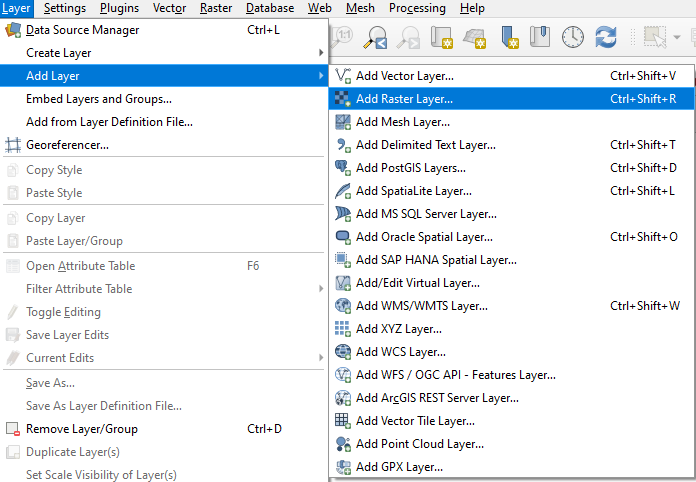 Layer Settings Plugins Vector Raster Database Web Mesh Processing Help
Data Source Manager Ctrl+L
Create Layer
Add Layer
Embed Layers and Groups...
Add from Layer Definition File...
Georeferencer...
Copy Style
Paste Style
Copy Layer
Paste Layer/Group
Open Attribute Table F6
Filter Attribute Table
Toggle Editing
Save Layer Edits
Current Edits
Save As...
Save As Layer Definition File...
Remove Layer/Group Ctrl+D
Duplicate Layer(s)
Set Scale Visibility of Layer(s)
1:1
Add Vector Layer... Ctrl+Shift+V
Add Raster Layer... Ctrl+Shift+R
Add Mesh Layer...
Add Delimited Text Layer... Ctrl+Shift+T
Add PostGIS Layers... Ctrl+Shift+D
Add SpatiaLite Layer... Ctrl+Shift+L
Add MS SQL Server Layer...
Add Oracle Spatial Layer... Ctrl+Shift+O
Add SAP HANA Spatial Layer...
Add/Edit Virtual Layer...
Add WMS/WMTS Layer... Ctrl+Shift+W
Add XYZ Layer...
Add WCS Layer...
Add WFS / OGC API - Features Layer...
Add ArcGIS REST Server Layer...
Add Vector Tile Layer...
Add Point Cloud Layer...
Add GPX Layer...